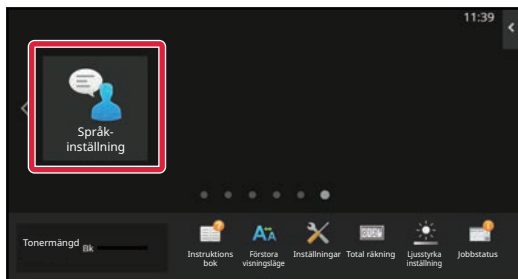 11:39
Språk-
inställning
Tonermängd Bk
Instruktions
bok
Förstora
visningsläge
Inställningar
Total räkning
Ljusstyrka
inställning
Jobbstatus